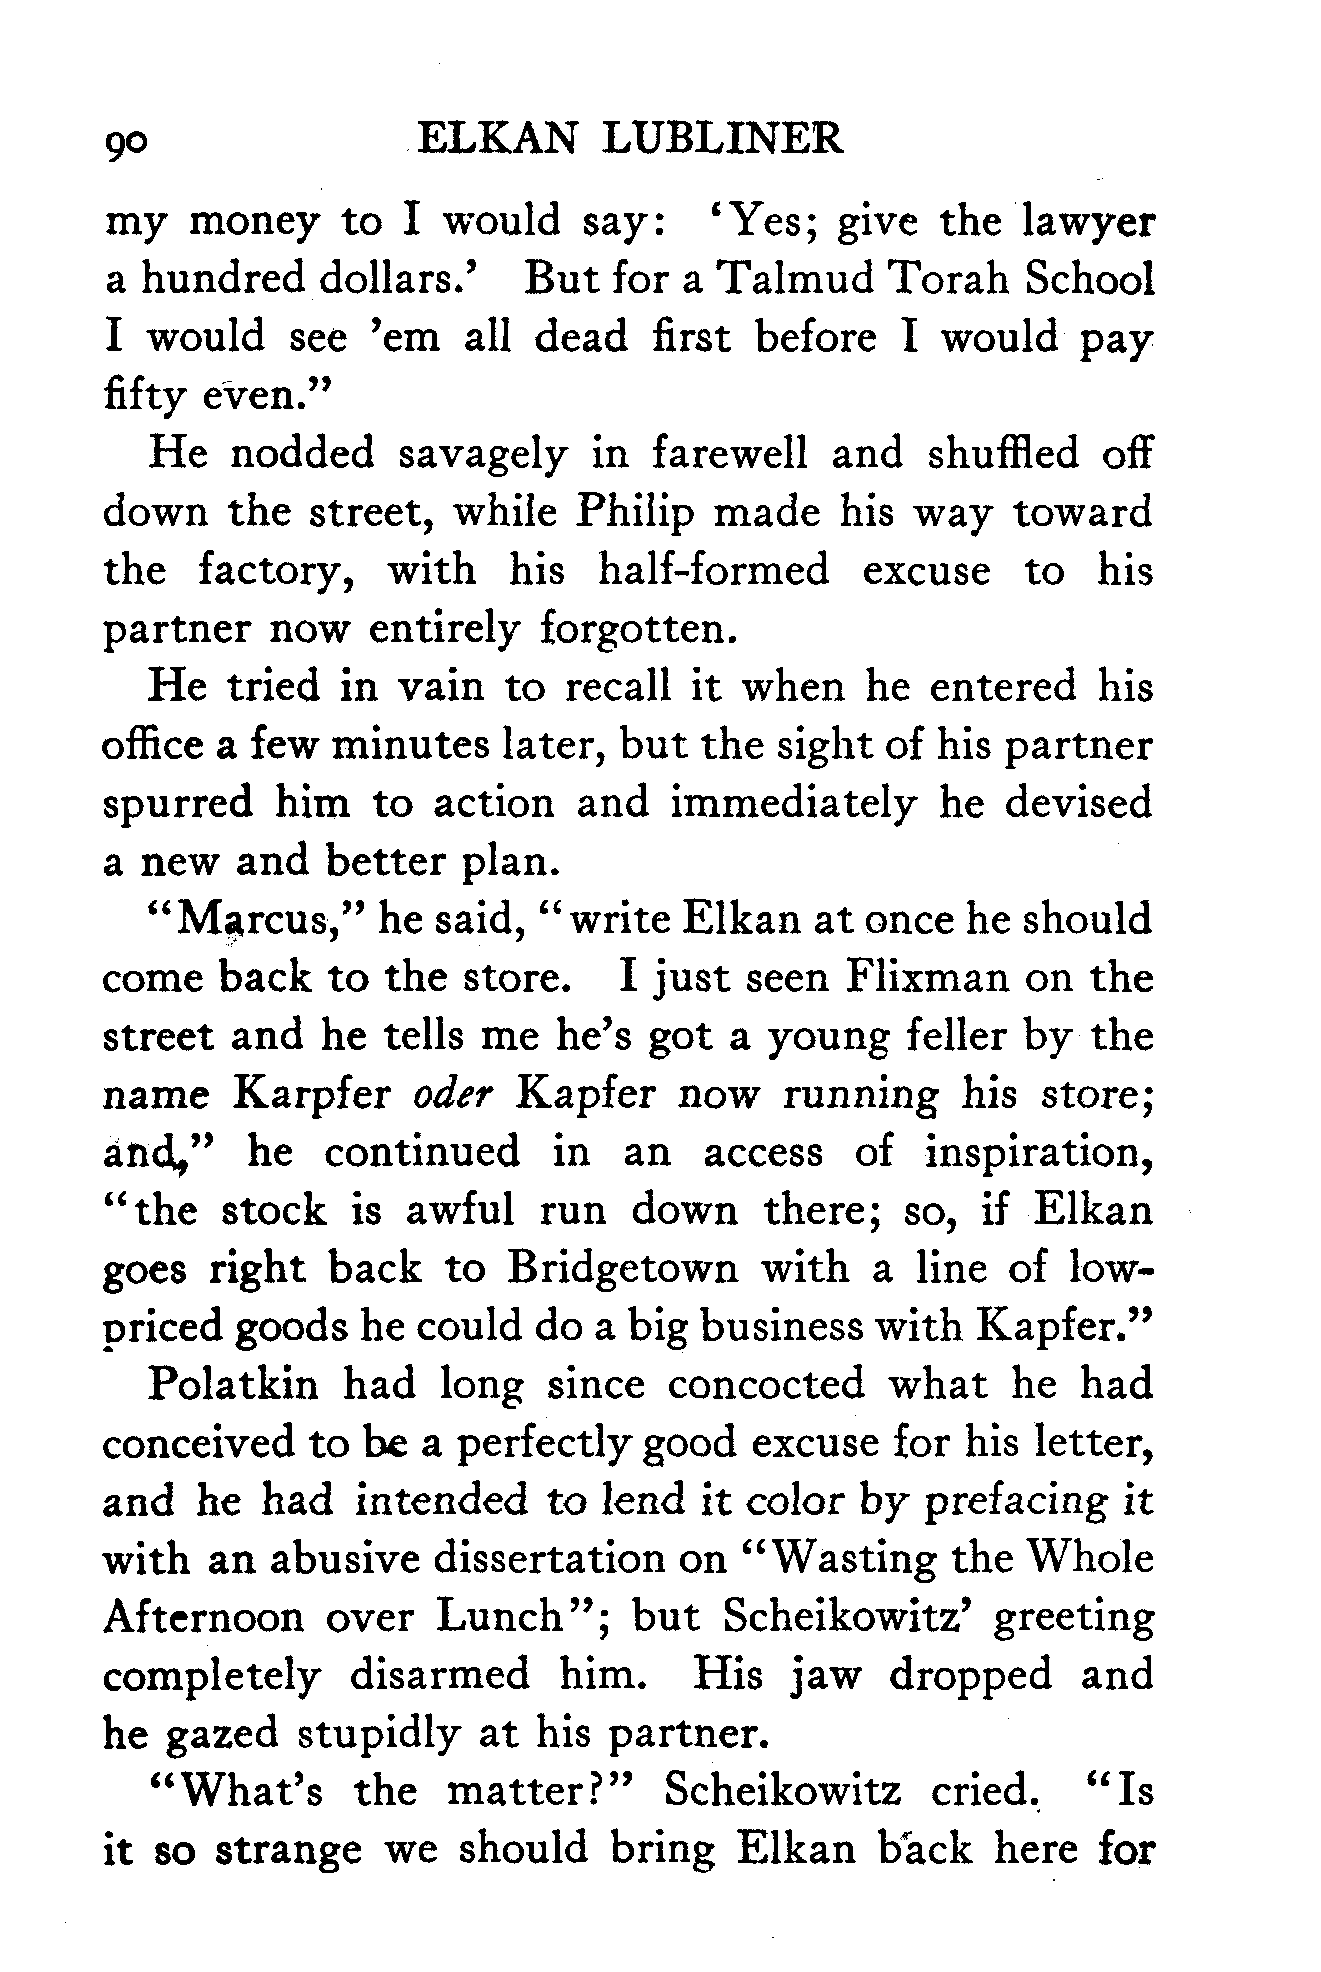 90 ELKAN LUBLINER
my money to I would say: 'Yes; give the lawyer
a hundred dollars.' But for a Talmud Torah School
I would see 'em all dead first before I would pay
fifty even."
He nodded savagely in farewell and shuffled off
down the street, while Philip made his way toward
the factory, with his half-formed excuse to his
partner now entirely forgotten.
He tried in vain to recall it when he entered his
office a few minutes later, but the sight of his partner
spurred him to action and immediately he devised
a new and better plan.
"Marcus," he said, "write Elkan at once he should
come back to the store. I just seen Flixman on the
street and he tells me he's got a young feller by the
name Karpfer oder Kapfer now running his store;
and," he continued in an access of inspiration,
"the stock is awful run down there; so, if Elkan
goes right back to Bridgetown with a line of low-
priced goods he could do a big business with Kapfer."
Polatkin had long since concocted what he had
conceived to be a perfectly good excuse for his letter,
and he had intended to lend it color by prefacing it
with an abusive dissertation on "Wasting the Whole
Afternoon over Lunch"; but Scheikowitz' greeting
completely disarmed him. His jaw dropped and
he gazed stupidly at his partner.
"What's the matter?" Scheikowitz cried. "Is
it so strange we should bring Elkan back here for